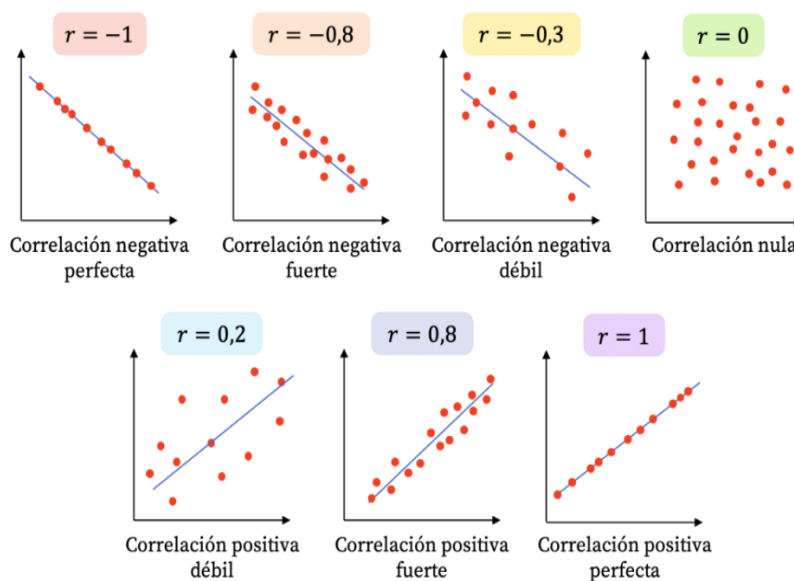 r = −1
r = −0,8
r = −0,3
r = 0
Correlación negativa
perfecta
Correlación negativa
fuerte
Correlación negativa
débil
Correlación nula
r = 0,2
r = 0,8
r = 1
Correlación positiva
débil
Correlación positiva
fuerte
Correlación positiva
perfecta